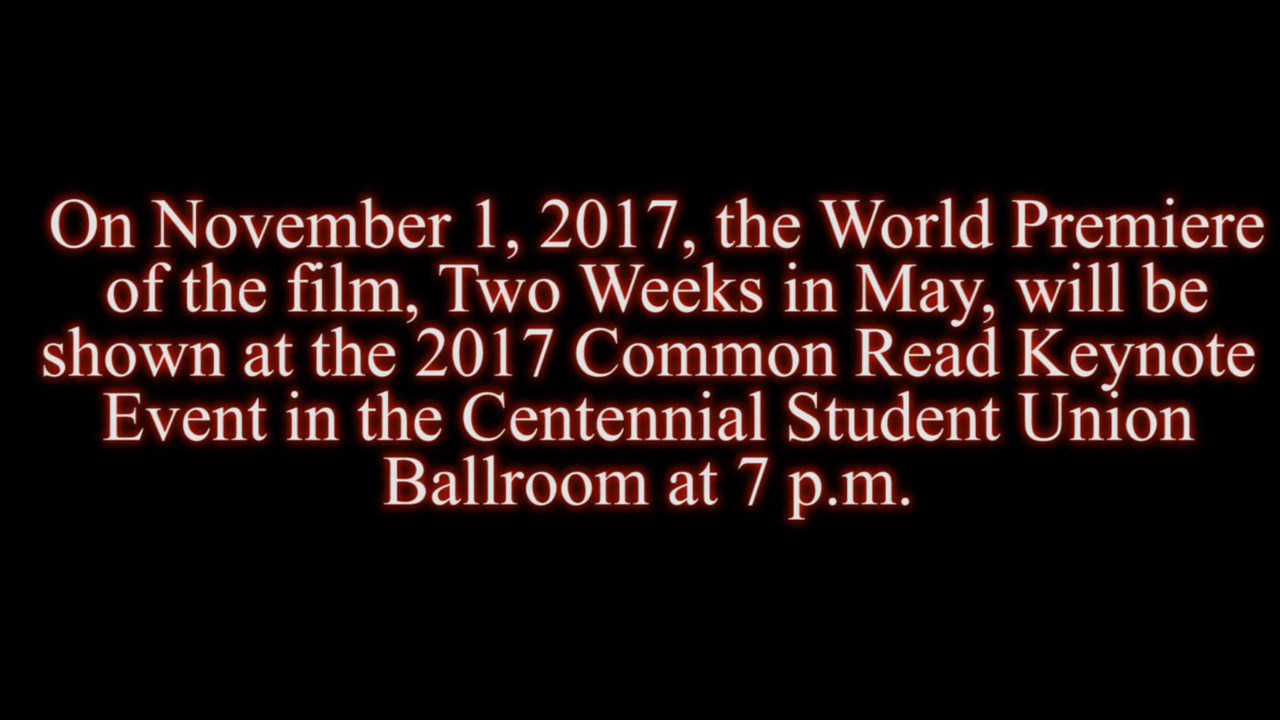 On November 1, 2017, the World Premiere
of the film, Two Weeks in May, will be
shown at the 2017 Common Read Keynote
Event in the Centennial Student Union
Ballroom at 7 p.m.